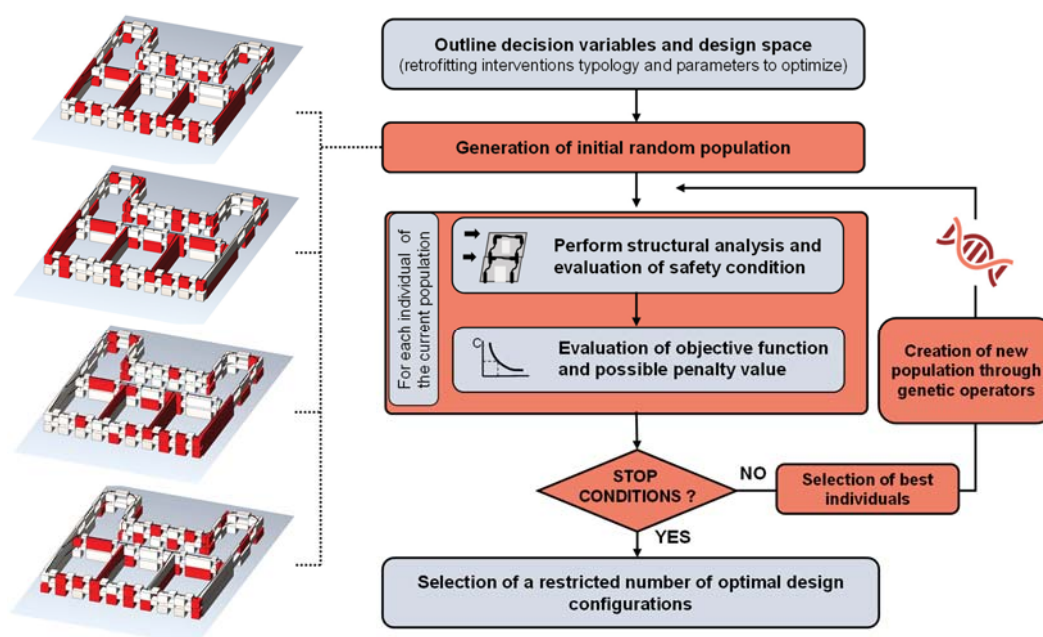 Outline decision variables and design space
(retrofitting interventions typology and parameters to optimize)
Generation of initial random population
For each individual of
the current population
Perform structural analysis and
evaluation of safety condition
C
Evaluation of objective function
and possible penalty value
Creation of new
population through
genetic operators
STOP
CONDITIONS ?
NO
Selection of best
individuals
YES
Selection of a restricted number of optimal design
configurations